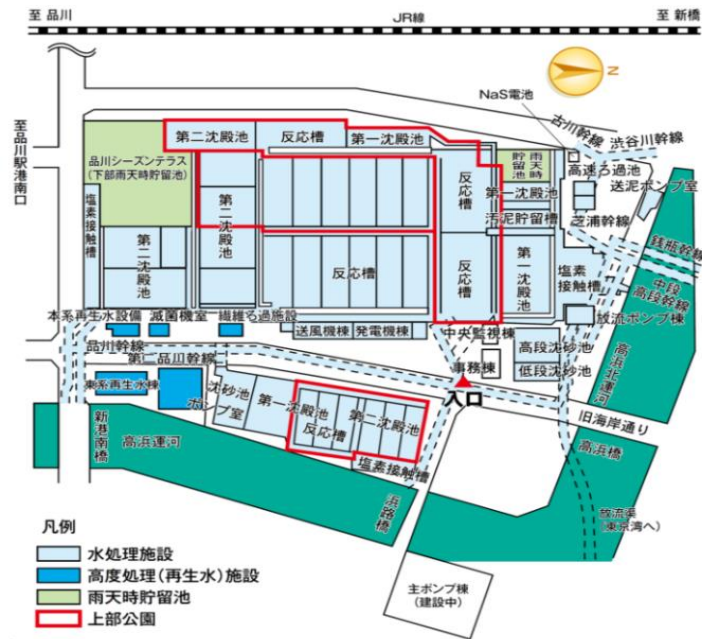 至 品川
JR線
至 新橋
N
NaS電池
古川幹線
渋谷川幹線
至品川駅港南口
第二沈殿池
反応槽
第一沈殿池
品川シーズンテラス
(下部雨天時貯留池)
雨天時
貯留池
高速ろ過池
送泥ポンプ室
反応槽
第一沈殿池
汚泥貯留槽
芝浦幹線
塩素接触槽
第二沈殿池
第二沈殿池
反応槽
反応槽
第一沈殿池
塩素
接触槽
銭瓶幹線
中段
高段幹線
本系再生水設備
滅菌機室
繊維ろ過施設
送風機棟
発電機棟
中央監視棟
放流ポンプ棟
品川幹線
第二品川幹線
事務棟
高段沈砂池
低段沈砂池
高浜北運河
東系再生水棟
沈砂池
ポンプ室
第一沈殿池
反応槽
第二沈殿池
入口
旧海岸通り
新港南橋
高浜運河
塩素接触槽
浜路橋
高浜橋
放流渠
(東京湾へ)
主ポンプ棟
(建設中)
凡例
水処理施設
高度処理(再生水)施設
雨天時貯留池
上部公園